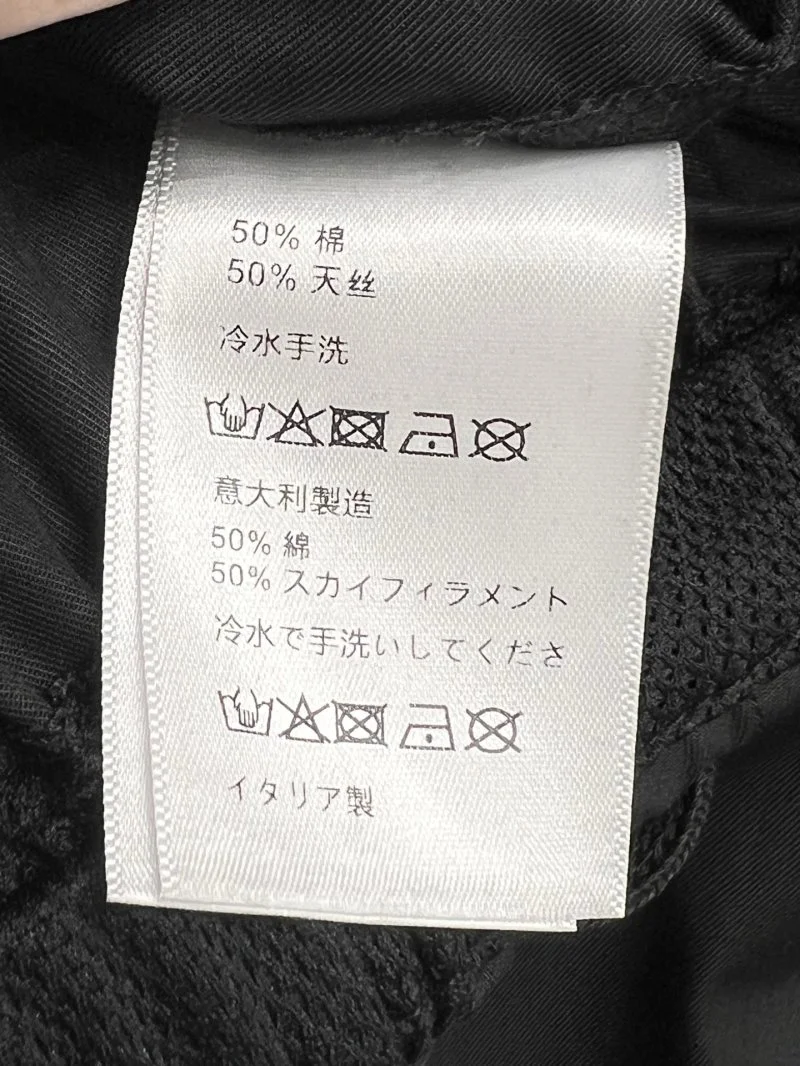 50% 棉
50% 天丝
冷水手洗
意大利製造
50% 綿
50% スカイフィラメント
冷水で手洗いしてくださ
イタリア製